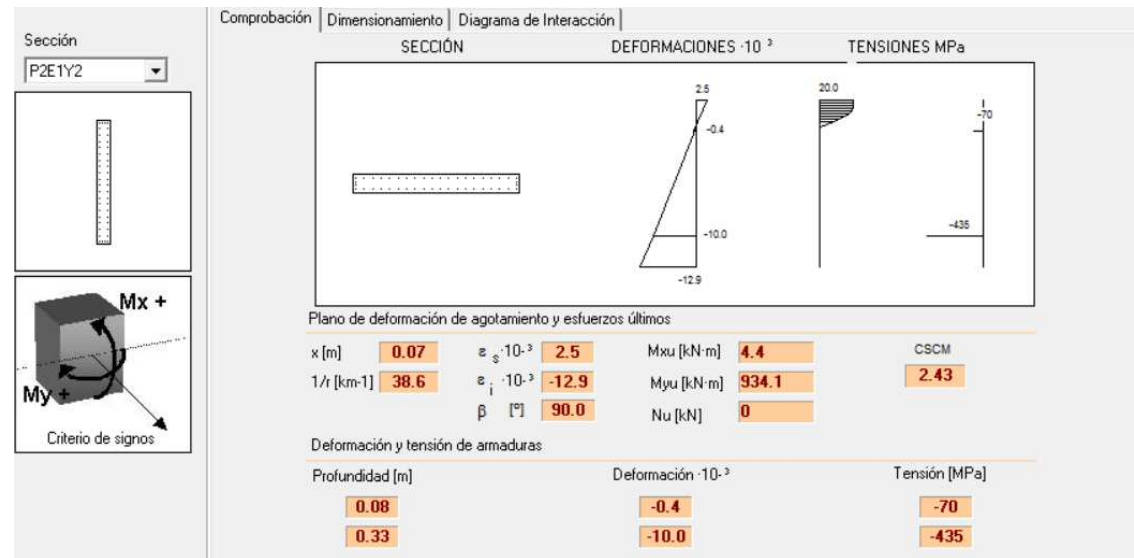 Comprobación Dimensionamiento Diagrama de Interacción
Sección
P2E1Y2
SECCIÓN DEFORMACIONES ·10 ³ TENSIONES MPa
2.5 20.0
-0.4 -70
-10.0 -435
-12.9
Mx +
My +
Criterio de signos
Plano de deformación de agotamiento y esfuerzos últimos
x [m] 0.07 ε s ·10-³ 2.5 Mxu [kN·m] 4.4 CSCM
1/r [km-1] 38.6 ε i ·10-³ -12.9 Myu [kN·m] 934.1 2.43
β [º] 90.0 Nu [kN] 0
Deformación y tensión de armaduras
Profundidad [m] Deformación ·10-³ Tensión [MPa]
0.08 -0.4 -70
0.33 -10.0 -435